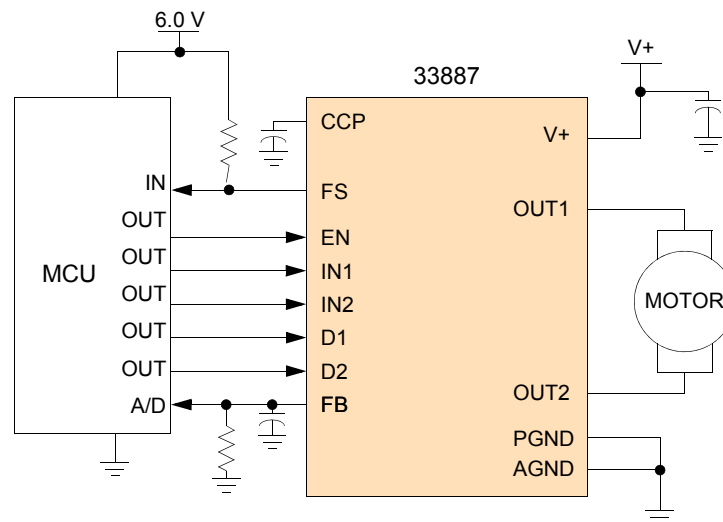 6.0 V
V+
33887
CCP
V+
IN
FS
OUT
OUT1
EN
OUT
IN1
MCU
OUT
IN2
MOTOR
OUT
D1
OUT
D2
A/D
FB
OUT2
PGND
AGND